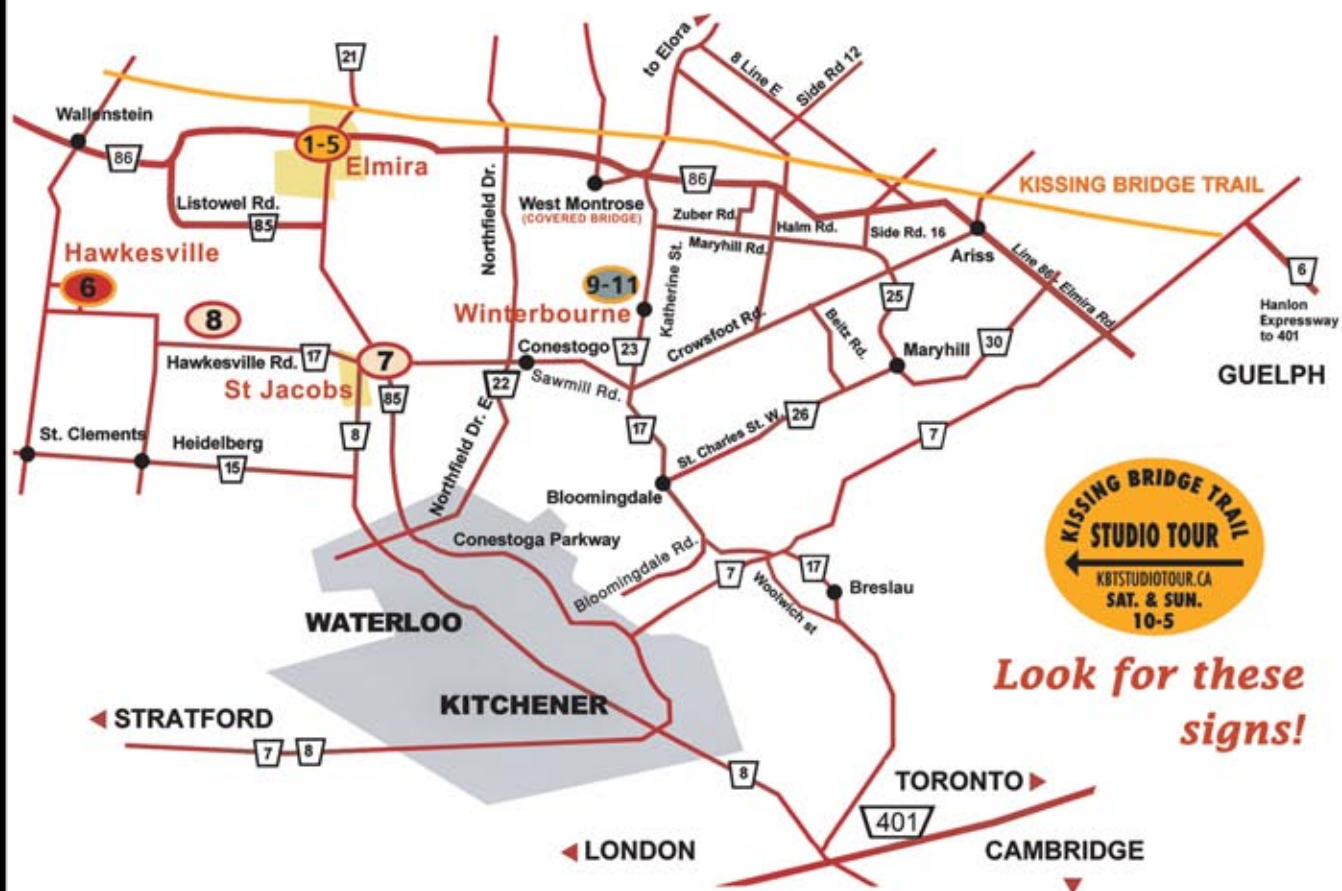 21
to Elora
8 Line E
Side Rd 12
Wallenstein
86
1-5
Elmira
Listowel Rd.
85
Northfield Dr.
West Montrose
(COVERED BRIDGE)
86
Zuber Rd.
Maryhill Rd.
Halm Rd.
Side Rd. 16
KISSING BRIDGE TRAIL
Ariss
Line 86 - Elmira Rd.
6
Hanlon
Expressway
to 401
GUELPH
Hawkesville
6
8
Hawkesville Rd.
17
7
St Jacobs
85
9-11
Winterbourne
Katherine St.
Conestogo
23
Crowsfoot Rd.
Sawmill Rd.
22
Northfield Dr. E
25
Beitz Rd.
Maryhill
30
St. Clements
Heidelberg
15
8
17
St. Charles St. W
26
7
Bloomingdale
Conestoga Parkway
Bloomingdale Rd.
7
17
Woolwich st
Breslau
WATERLOO
KITCHENER
STRATFORD
7
8
8
KISSING BRIDGE TRAIL
STUDIO TOUR
KBTSTUDIOTOUR.CA
SAT. & SUN.
10-5
Look for these
signs!
TORONTO
401
LONDON
CAMBRIDGE